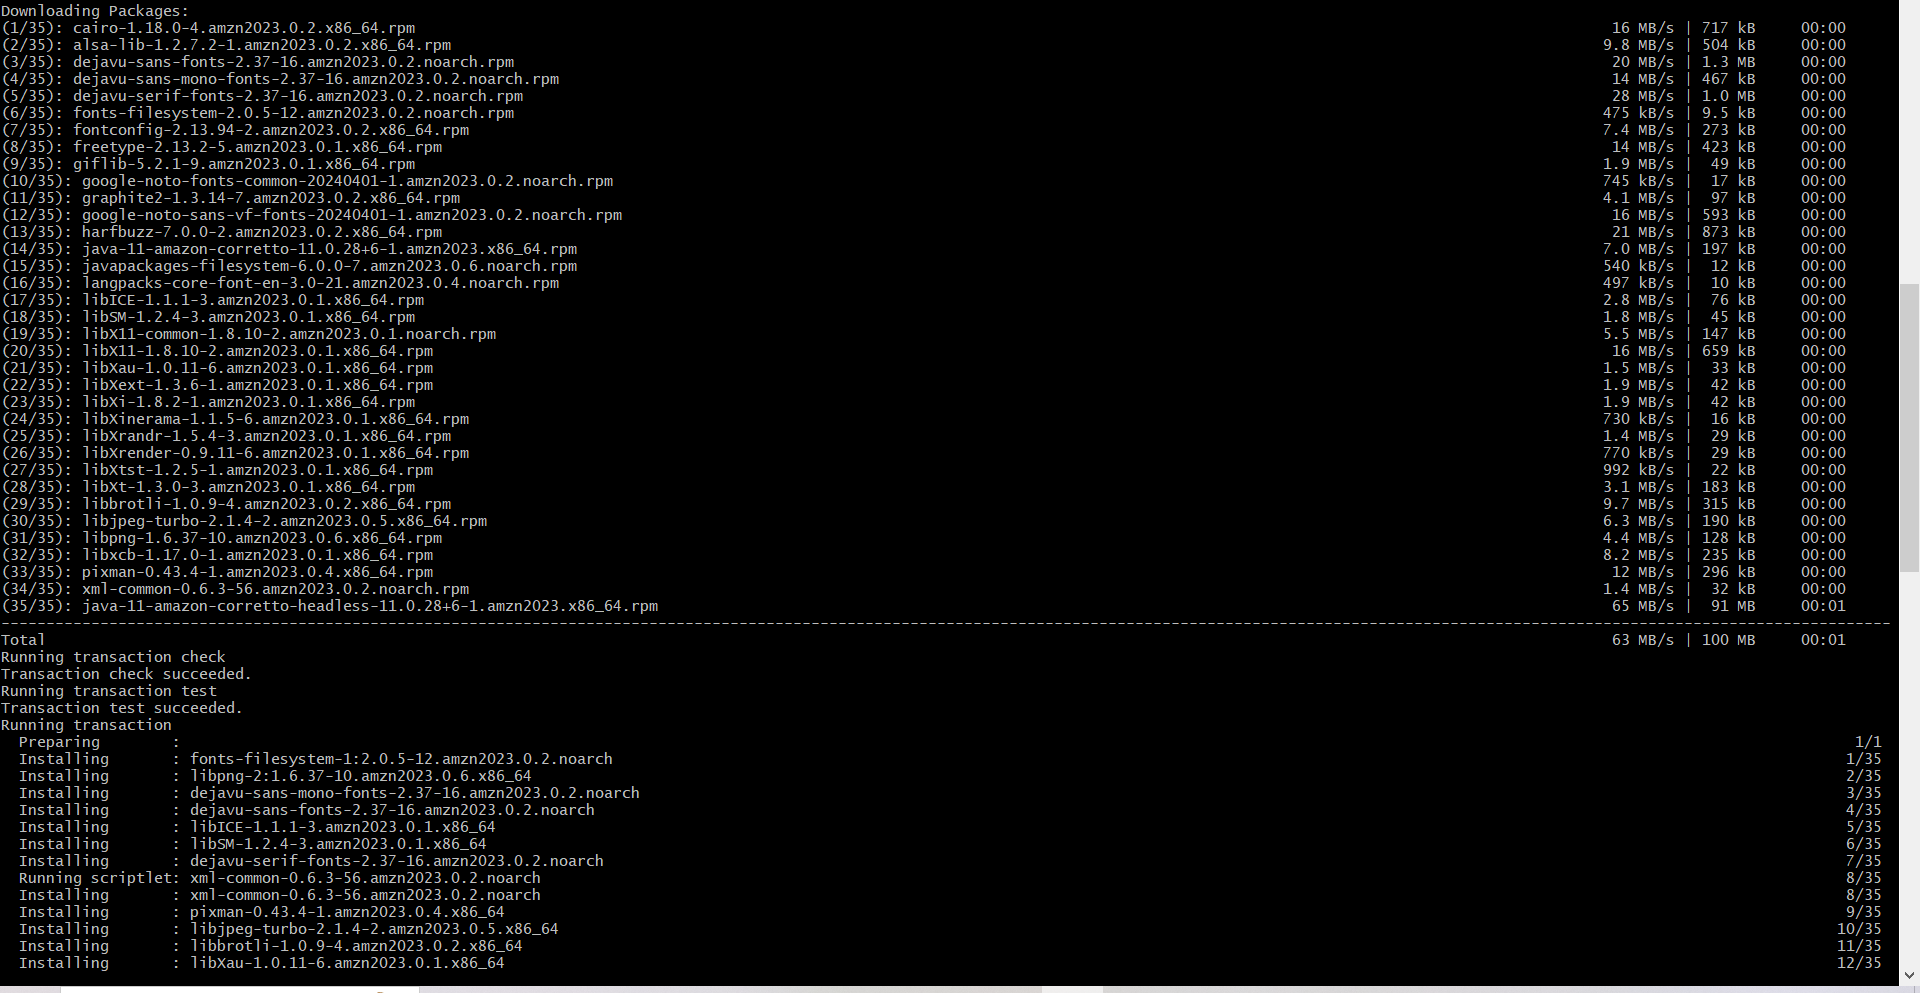 Downloading Packages:
(1/35): cairo-1.18.0-4.amzn2023.0.2.x86_64.rpm 16 MB/s | 717 kB 00:00
(2/35): alsa-lib-1.2.7.2-1.amzn2023.0.2.x86_64.rpm 9.8 MB/s | 504 kB 00:00
(3/35): dejavu-sans-fonts-2.37-16.amzn2023.0.2.noarch.rpm 20 MB/s | 1.3 MB 00:00
(4/35): dejavu-sans-mono-fonts-2.37-16.amzn2023.0.2.noarch.rpm 14 MB/s | 467 kB 00:00
(5/35): dejavu-serif-fonts-2.37-16.amzn2023.0.2.noarch.rpm 28 MB/s | 1.0 MB 00:00
(6/35): fonts-filesystem-2.0.5-12.amzn2023.0.2.noarch.rpm 475 kB/s | 9.5 kB 00:00
(7/35): fontconfig-2.13.94-2.amzn2023.0.2.x86_64.rpm 7.4 MB/s | 273 kB 00:00
(8/35): freetype-2.13.2-5.amzn2023.0.1.x86_64.rpm 14 MB/s | 423 kB 00:00
(9/35): giflib-5.2.1-9.amzn2023.0.1.x86_64.rpm 1.9 MB/s | 49 kB 00:00
(10/35): google-noto-fonts-common-20240401-1.amzn2023.0.2.noarch.rpm 745 kB/s | 17 kB 00:00
(11/35): graphite2-1.3.14-7.amzn2023.0.2.x86_64.rpm 4.1 MB/s | 97 kB 00:00
(12/35): google-noto-sans-vf-fonts-20240401-1.amzn2023.0.2.noarch.rpm 16 MB/s | 593 kB 00:00
(13/35): harfbuzz-7.0.0-2.amzn2023.0.2.x86_64.rpm 21 MB/s | 873 kB 00:00
(14/35): java-11-amazon-corretto-11.0.28+6-1.amzn2023.x86_64.rpm 7.0 MB/s | 197 kB 00:00
(15/35): javapackages-filesystem-6.0.0-7.amzn2023.0.6.noarch.rpm 540 kB/s | 12 kB 00:00
(16/35): langpacks-core-font-en-3.0-21.amzn2023.0.4.noarch.rpm 497 kB/s | 10 kB 00:00
(17/35): libICE-1.1.1-3.amzn2023.0.1.x86_64.rpm 2.8 MB/s | 76 kB 00:00
(18/35): libSM-1.2.4-3.amzn2023.0.1.x86_64.rpm 1.8 MB/s | 45 kB 00:00
(19/35): libX11-common-1.8.10-2.amzn2023.0.1.noarch.rpm 5.5 MB/s | 147 kB 00:00
(20/35): libX11-1.8.10-2.amzn2023.0.1.x86_64.rpm 16 MB/s | 659 kB 00:00
(21/35): libXau-1.0.11-6.amzn2023.0.1.x86_64.rpm 1.5 MB/s | 33 kB 00:00
(22/35): libXext-1.3.6-1.amzn2023.0.1.x86_64.rpm 1.9 MB/s | 42 kB 00:00
(23/35): libXi-1.8.2-1.amzn2023.0.1.x86_64.rpm 1.9 MB/s | 42 kB 00:00
(24/35): libXinerama-1.1.5-6.amzn2023.0.1.x86_64.rpm 730 kB/s | 16 kB 00:00
(25/35): libXrandr-1.5.4-3.amzn2023.0.1.x86_64.rpm 1.4 MB/s | 29 kB 00:00
(26/35): libXrender-0.9.11-6.amzn2023.0.1.x86_64.rpm 770 kB/s | 29 kB 00:00
(27/35): libXtst-1.2.5-1.amzn2023.0.1.x86_64.rpm 992 kB/s | 22 kB 00:00
(28/35): libXt-1.3.0-3.amzn2023.0.1.x86_64.rpm 3.1 MB/s | 183 kB 00:00
(29/35): libbrotli-1.0.9-4.amzn2023.0.2.x86_64.rpm 9.7 MB/s | 315 kB 00:00
(30/35): libjpeg-turbo-2.1.4-2.amzn2023.0.5.x86_64.rpm 6.3 MB/s | 190 kB 00:00
(31/35): libpng-1.6.37-10.amzn2023.0.6.x86_64.rpm 4.4 MB/s | 128 kB 00:00
(32/35): libxcb-1.17.0-1.amzn2023.0.1.x86_64.rpm 8.2 MB/s | 235 kB 00:00
(33/35): pixman-0.43.4-1.amzn2023.0.4.x86_64.rpm 12 MB/s | 296 kB 00:00
(34/35): xml-common-0.6.3-56.amzn2023.0.2.noarch.rpm 1.4 MB/s | 32 kB 00:00
(35/35): java-11-amazon-corretto-headless-11.0.28+6-1.amzn2023.x86_64.rpm 65 MB/s | 91 MB 00:01
Total 63 MB/s | 100 MB 00:01
Running transaction check
Transaction check succeeded.
Running transaction test
Transaction test succeeded.
Running transaction
Preparing : 1/1
Installing : fonts-filesystem-1:2.0.5-12.amzn2023.0.2.noarch 1/35
Installing : libpng-2:1.6.37-10.amzn2023.0.6.x86_64 2/35
Installing : dejavu-sans-mono-fonts-2.37-16.amzn2023.0.2.noarch 3/35
Installing : dejavu-sans-fonts-2.37-16.amzn2023.0.2.noarch 4/35
Installing : libICE-1.1.1-3.amzn2023.0.1.x86_64 5/35
Installing : libSM-1.2.4-3.amzn2023.0.1.x86_64 6/35
Installing : dejavu-serif-fonts-2.37-16.amzn2023.0.2.noarch 7/35
Running scriptlet: xml-common-0.6.3-56.amzn2023.0.2.noarch 8/35
Installing : xml-common-0.6.3-56.amzn2023.0.2.noarch 8/35
Installing : pixman-0.43.4-1.amzn2023.0.4.x86_64 9/35
Installing : libjpeg-turbo-2.1.4-2.amzn2023.0.5.x86_64 10/35
Installing : libbrotli-1.0.9-4.amzn2023.0.2.x86_64 11/35
Installing : libXau-1.0.11-6.amzn2023.0.1.x86_64 12/35